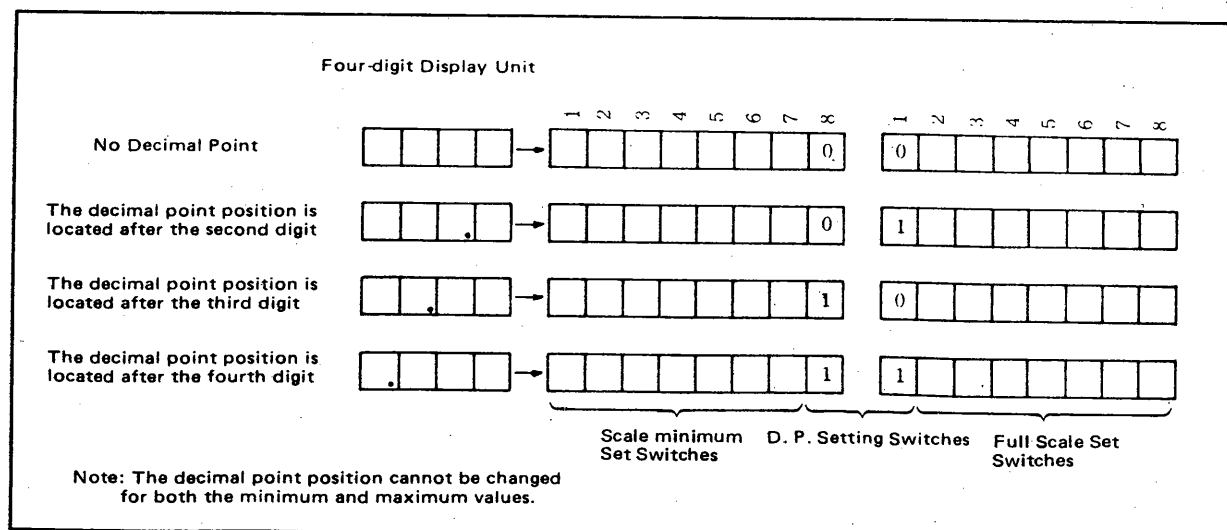 Four-digit Display Unit
1 2 3 4 5 6 7 8 1 2 3 4 5 6 7 8
No Decimal Point 0 0
The decimal point position is
located after the second digit 0 1
The decimal point position is
located after the third digit 1 0
The decimal point position is
located after the fourth digit 1 1
Scale minimum
Set Switches
D. P. Setting Switches
Full Scale Set
Switches
Note: The decimal point position cannot be changed
for both the minimum and maximum values.